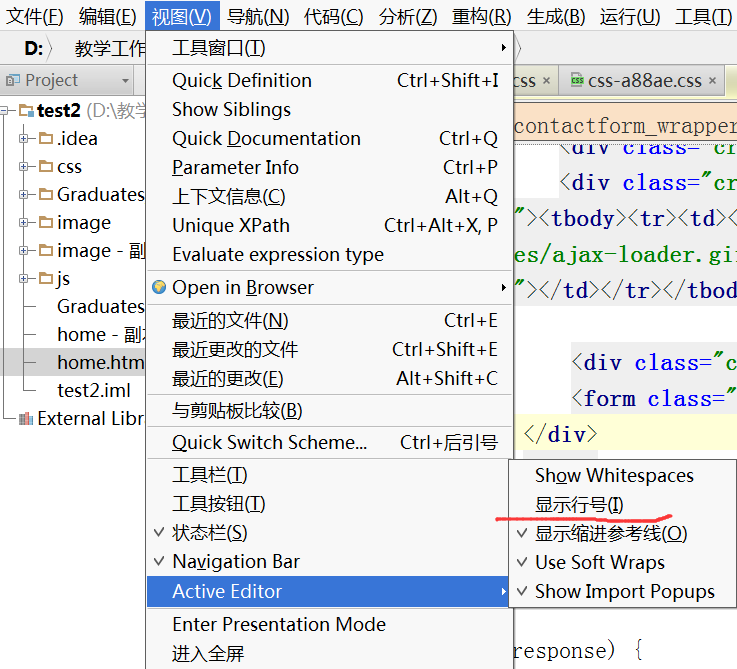 文件(F) 编辑(E) 视图(V) 导航(N) 代码(C) 分析(Z) 重构(R) 生成(B) 运行(U) 工具(T)
D: 教学工作
工具窗口(T)
Project
css × css-a88ae.css ×
Quick Definition Ctrl+Shift+I
test2 (D:\教学
Show Siblings
contactform_wrapper
.idea
Quick Documentation Ctrl+Q
<div class="cr
css
Parameter Info Ctrl+P
<div class="cr
Graduates
上下文信息(C) Alt+Q
image
Unique XPath Ctrl+Alt+X, P
"><tbody><tr><td><
image - 副
Evaluate expression type
es/ajax-loader.gi
js
Open in Browser
"></td></tr></tbod
Graduates
最近的文件(N) Ctrl+E
home - 副本
最近更改的文件 Ctrl+Shift+E
home.htm
<div class="c
最近的更改(E) Alt+Shift+C
test2.iml
<form class="
与剪贴板比较(B)
External Libr
</div>
Quick Switch Scheme... Ctrl+后引号
工具栏(T)
Show Whitespaces
工具按钮(T)
显示行号(I)
状态栏(S)
显示缩进参考线(O)
Navigation Bar
Use Soft Wraps
Active Editor
Show Import Popups
Enter Presentation Mode
response) {
进入全屏